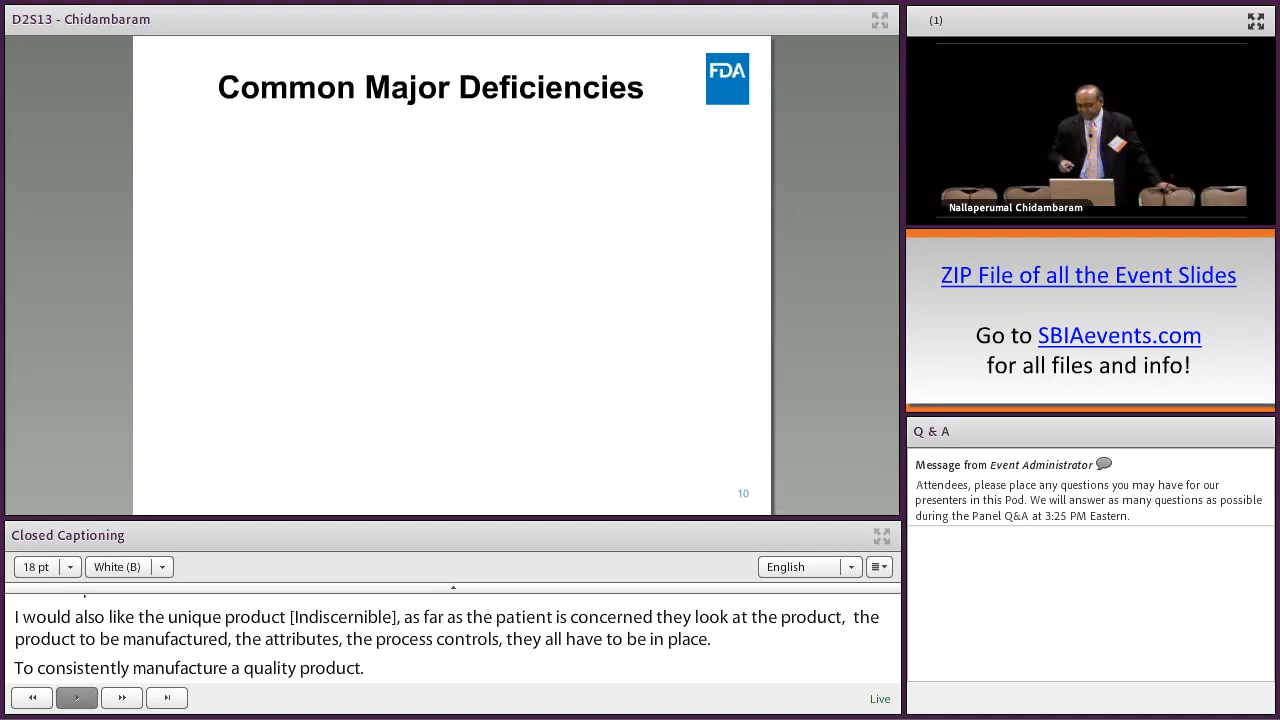 D2S13 - Chidambaram
Common Major Deficiencies
FDA
10
(1)
Nallaperumal Chidambaram
ZIP File of all the Event Slides
Go to SBIAevents.com
for all files and info!
Q & A
Message from Event Administrator
Attendees, please place any questions you may have for our
presenters in this Pod. We will answer as many questions as possible
during the Panel Q&A at 3:25 PM Eastern.
Closed Captioning
18 pt
White (B)
English
I would also like the unique product [Indiscernible], as far as the patient is concerned they look at the product, the
product to be manufactured, the attributes, the process controls, they all have to be in place.
To consistently manufacture a quality product.
Live